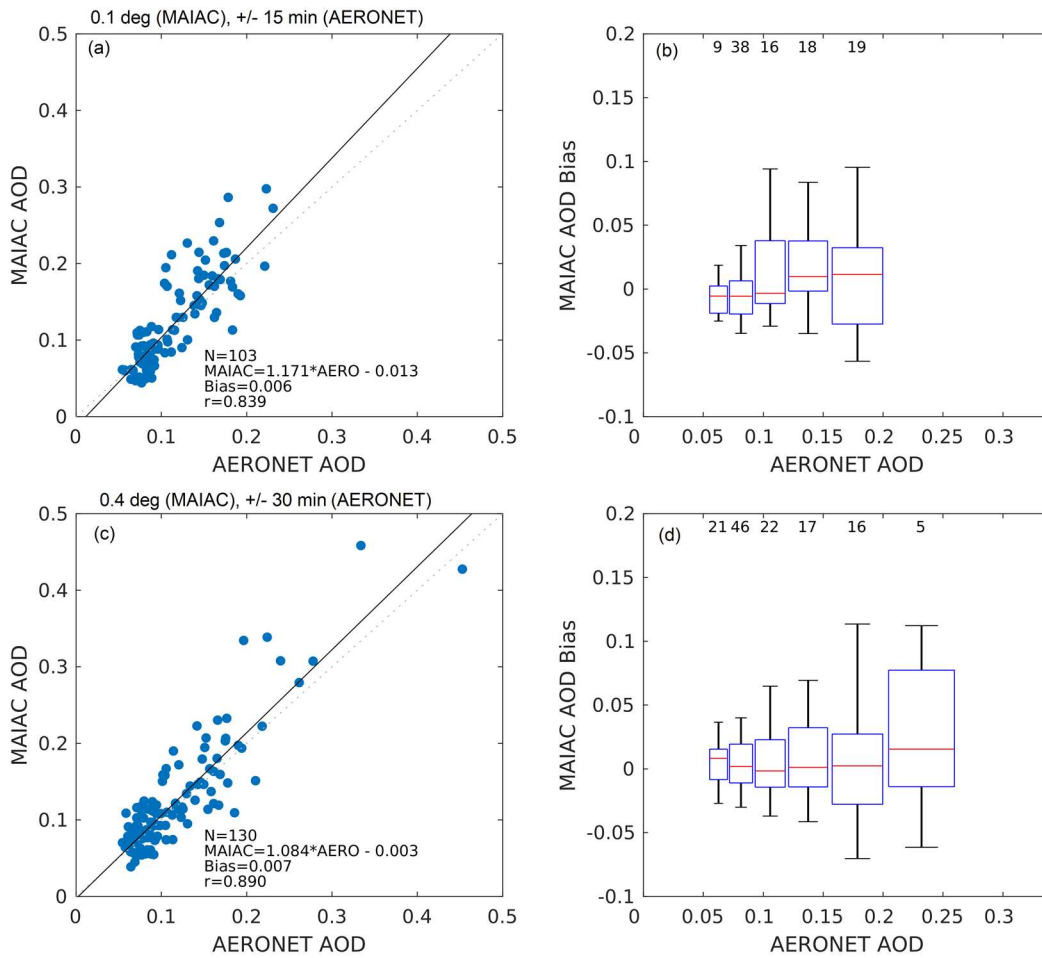 0.1 deg (MAIAC), +/- 15 min (AERONET)
(a)
0.5
0.4
0.3
0.2
0.1
0
MAIAC AOD
N=103
MAIAC=1.171*AERO - 0.013
Bias=0.006
r=0.839
0 0.1 0.2 0.3 0.4 0.5
AERONET AOD
(b)
9 38 16 18 19
0.2
0.15
0.1
0.05
0
-0.05
-0.1
MAIAC AOD Bias
0 0.05 0.1 0.15 0.2 0.25 0.3
AERONET AOD
0.4 deg (MAIAC), +/- 30 min (AERONET)
(c)
0.5
0.4
0.3
0.2
0.1
0
MAIAC AOD
N=130
MAIAC=1.084*AERO - 0.003
Bias=0.007
r=0.890
0 0.1 0.2 0.3 0.4 0.5
AERONET AOD
(d)
21 46 22 17 16 5
0.2
0.15
0.1
0.05
0
-0.05
-0.1
MAIAC AOD Bias
0 0.05 0.1 0.15 0.2 0.25 0.3
AERONET AOD